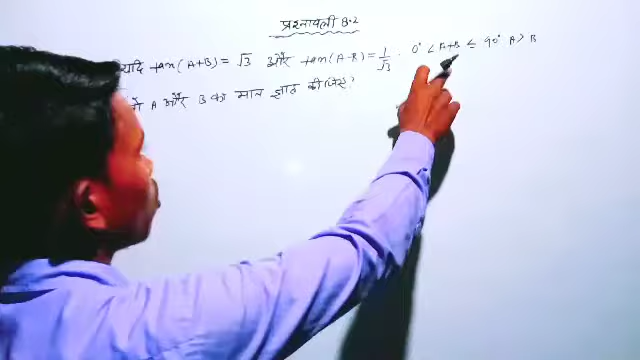 प्रश्नावली 8.2
यदि tan(A+B) = √3 और tan(A-B) = 1/√3 . 0° < A+B ≤ 90° A > B
तो A और B का मान ज्ञात कीजिए?